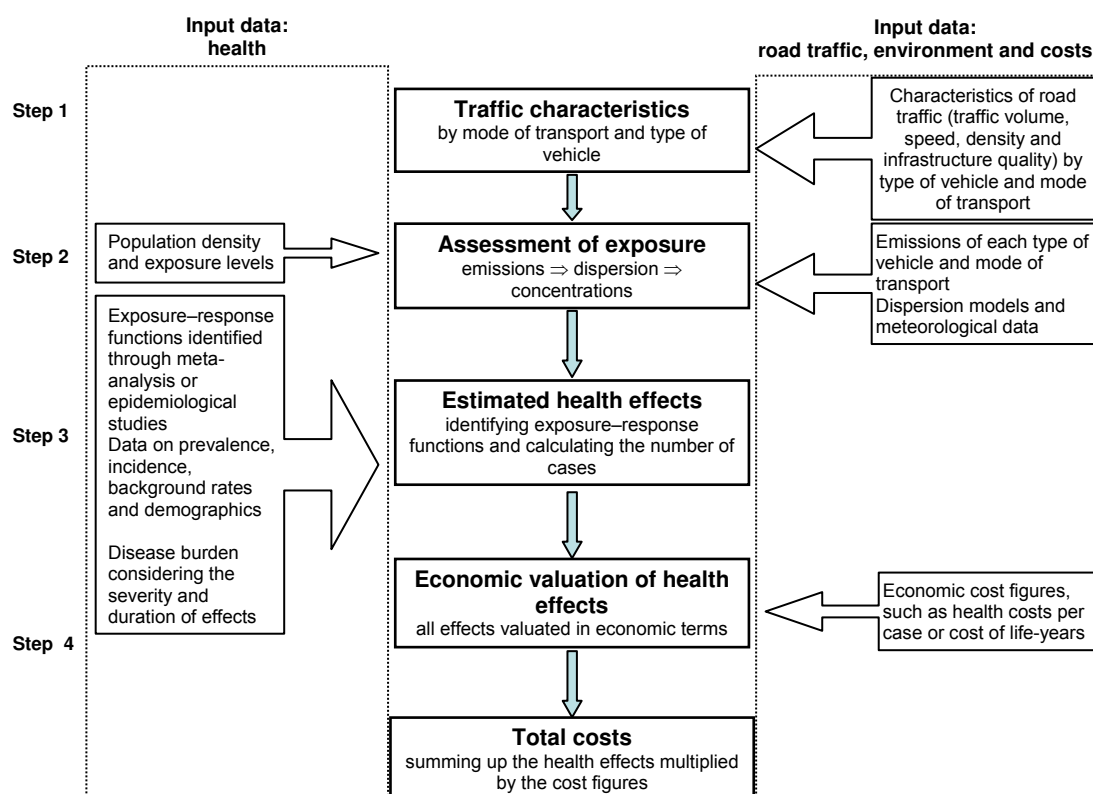 Input data:
health
Input data:
road traffic, environment and costs
Step 1
Traffic characteristics
by mode of transport and type of
vehicle
Characteristics of road
traffic (traffic volume,
speed, density and
infrastructure quality) by
type of vehicle and mode
of transport
Step 2
Population density
and exposure levels
Assessment of exposure
emissions ⇒ dispersion ⇒
concentrations
Emissions of each type of
vehicle and mode of
transport
Dispersion models and
meteorological data
Step 3
Exposure–response
functions identified
through meta-
analysis or
epidemiological
studies
Data on prevalence,
incidence,
background rates
and demographics
Disease burden
considering the
severity and
duration of effects
Estimated health effects
identifying exposure–response
functions and calculating the number of
cases
Step 4
Economic valuation of health
effects
all effects valued in economic terms
Economic cost figures,
such as health costs per
case or cost of life-years
Total costs
summing up the health effects multiplied
by the cost figures